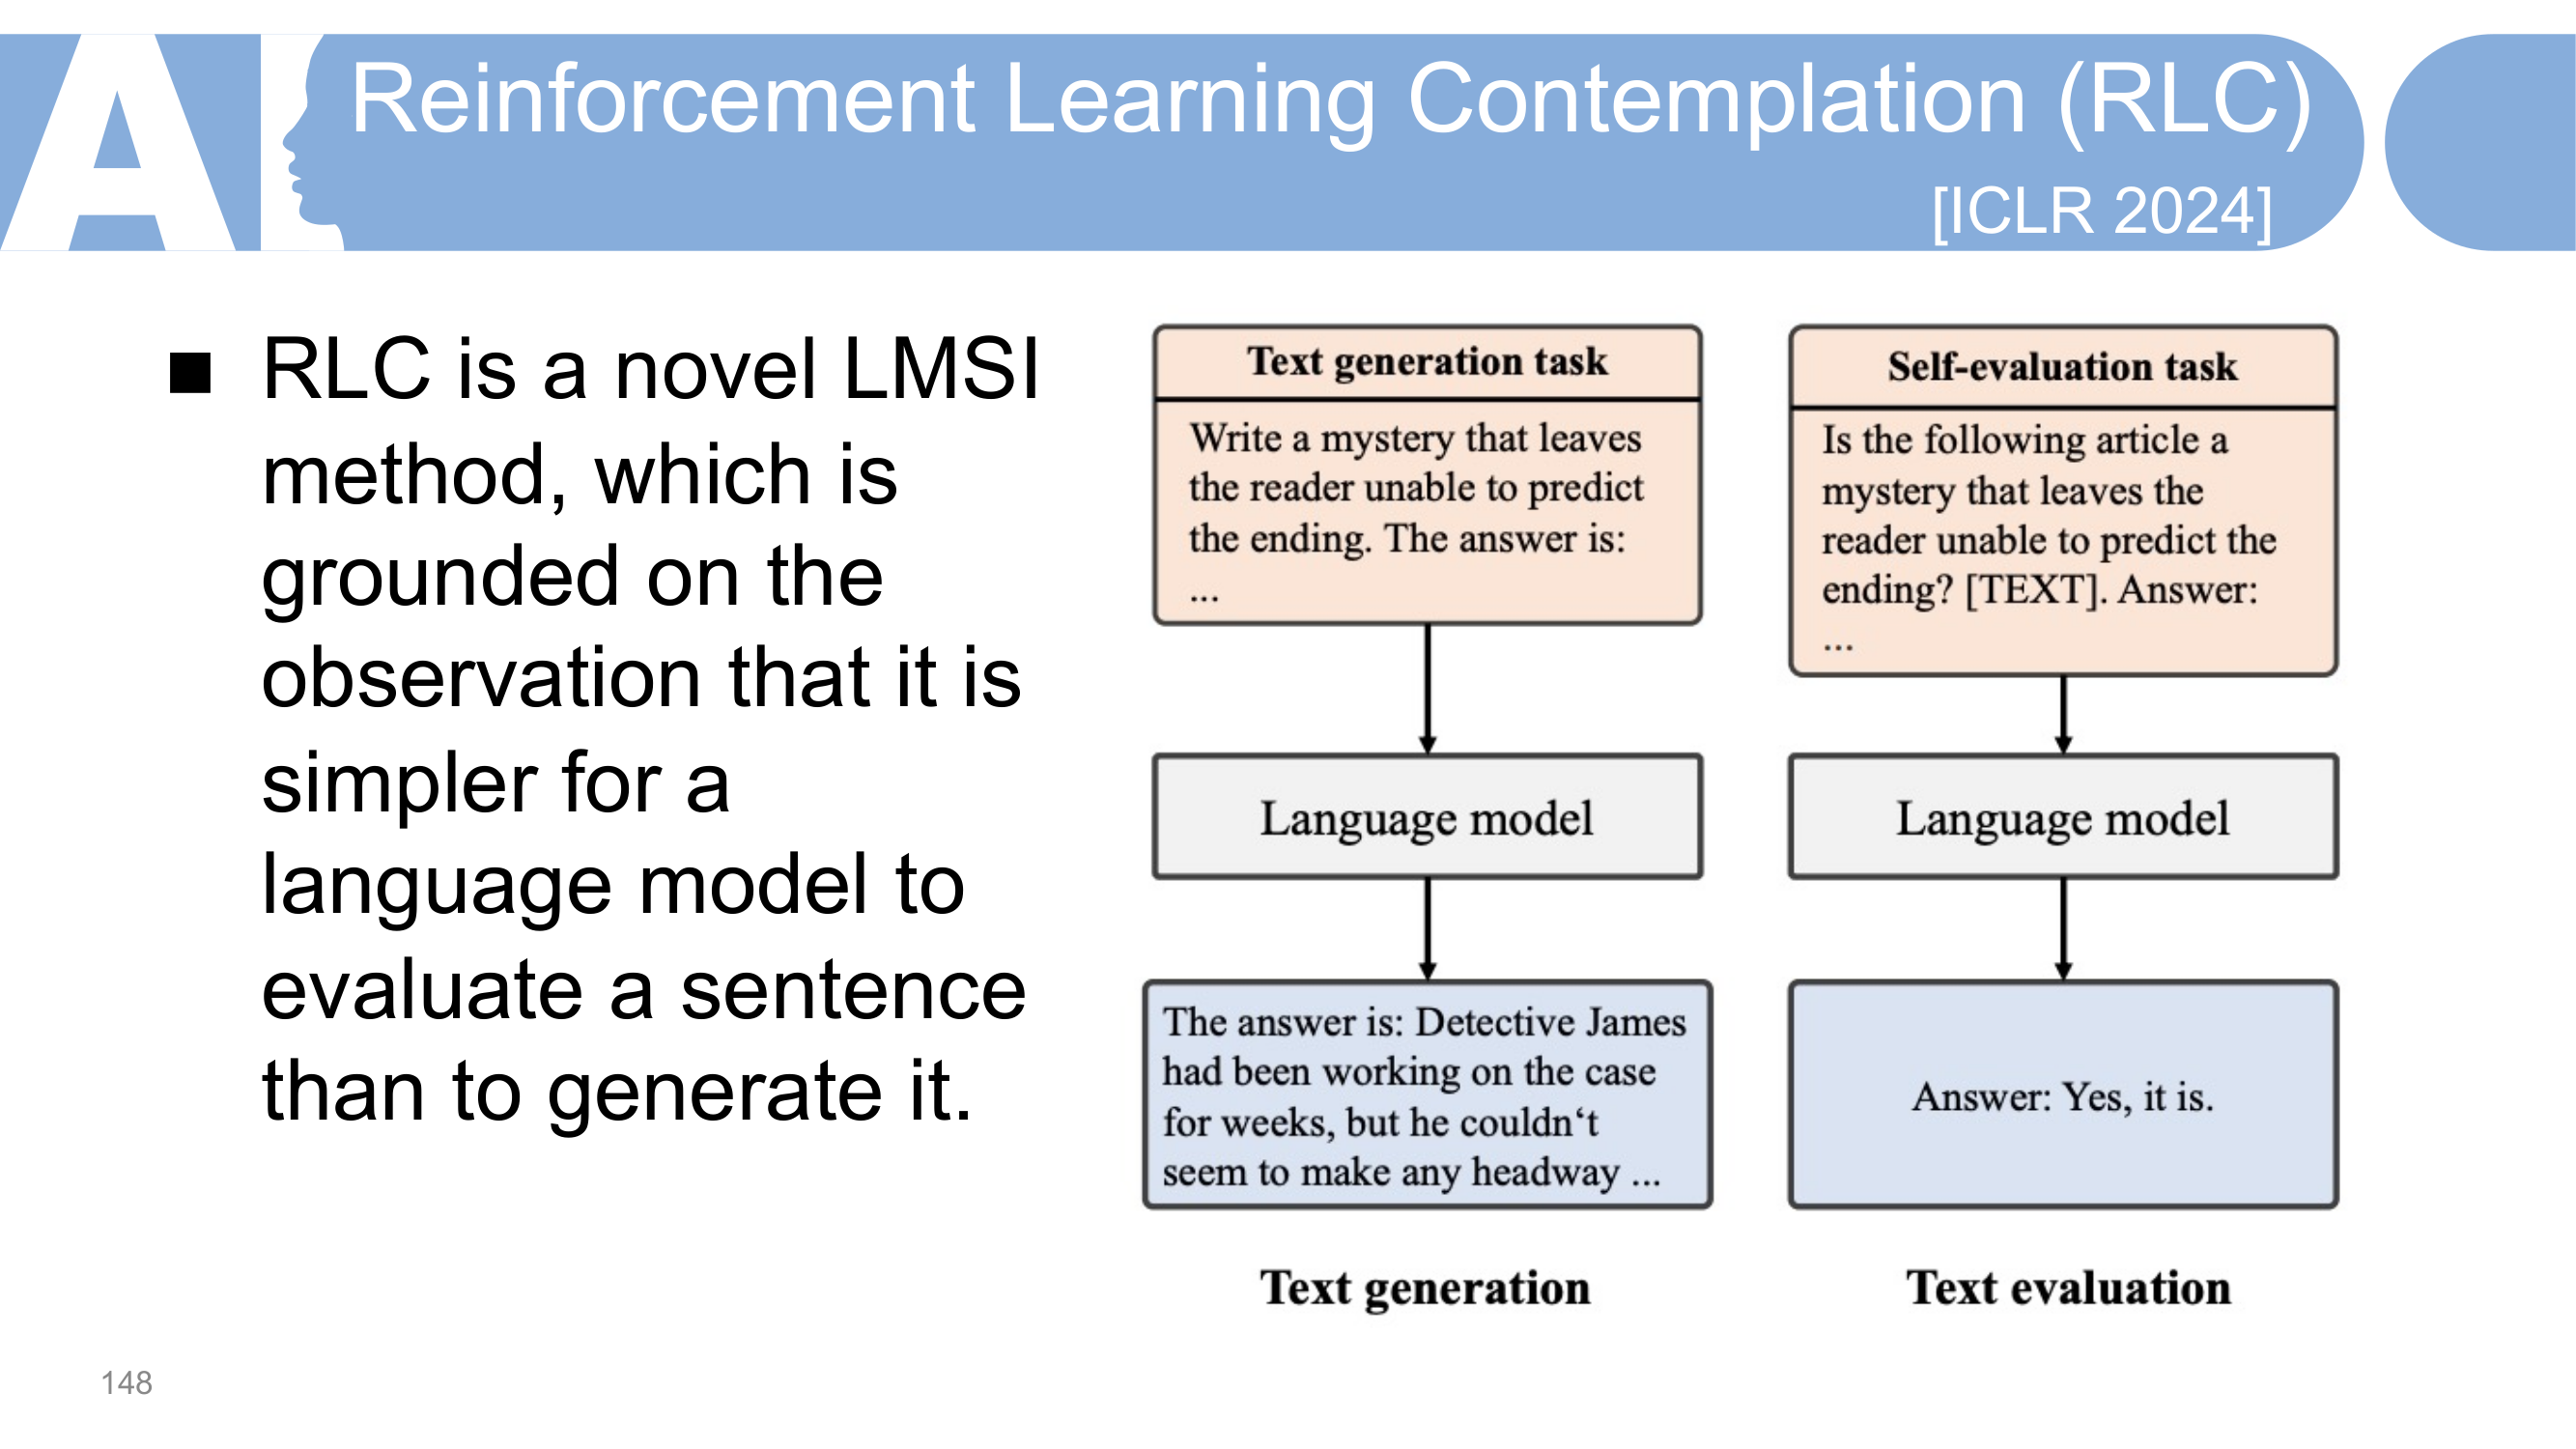 AI
Reinforcement Learning Contemplation (RLC)
[ICLR 2024]
■ RLC is a novel LMSI
method, which is
grounded on the
observation that it is
simpler for a
language model to
evaluate a sentence
than to generate it.
Text generation task
Write a mystery that leaves
the reader unable to predict
the ending. The answer is:
...
Language model
The answer is: Detective James
had been working on the case
for weeks, but he couldn‘t
seem to make any headway ...
Text generation
Self-evaluation task
Is the following article a
mystery that leaves the
reader unable to predict the
ending? [TEXT]. Answer:
...
Language model
Answer: Yes, it is.
Text evaluation
148